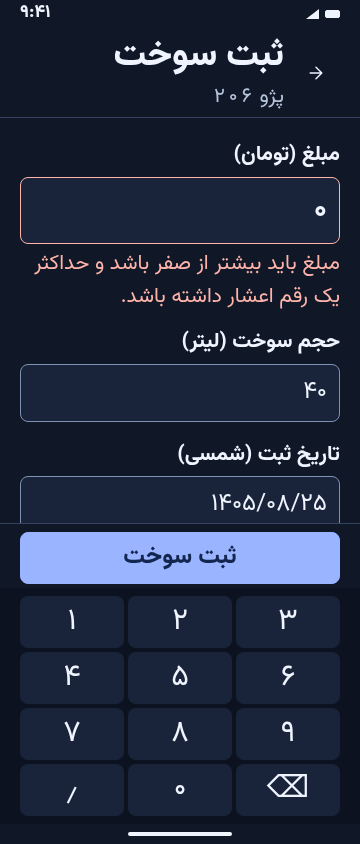 ۹:۴۱
ثبت سوخت
پژو ۲۰۶
مبلغ (تومان)
۰
مبلغ باید بیشتر از صفر باشد و حداکثر
یک رقم اعشار داشته باشد.
حجم سوخت (لیتر)
۴۰
تاریخ ثبت (شمسی)
۱۴۰۵/۰۸/۲۵
ثبت سوخت
۱ ۲ ۳
۴ ۵ ۶
۷ ۸ ۹
/ ۰ ⌫